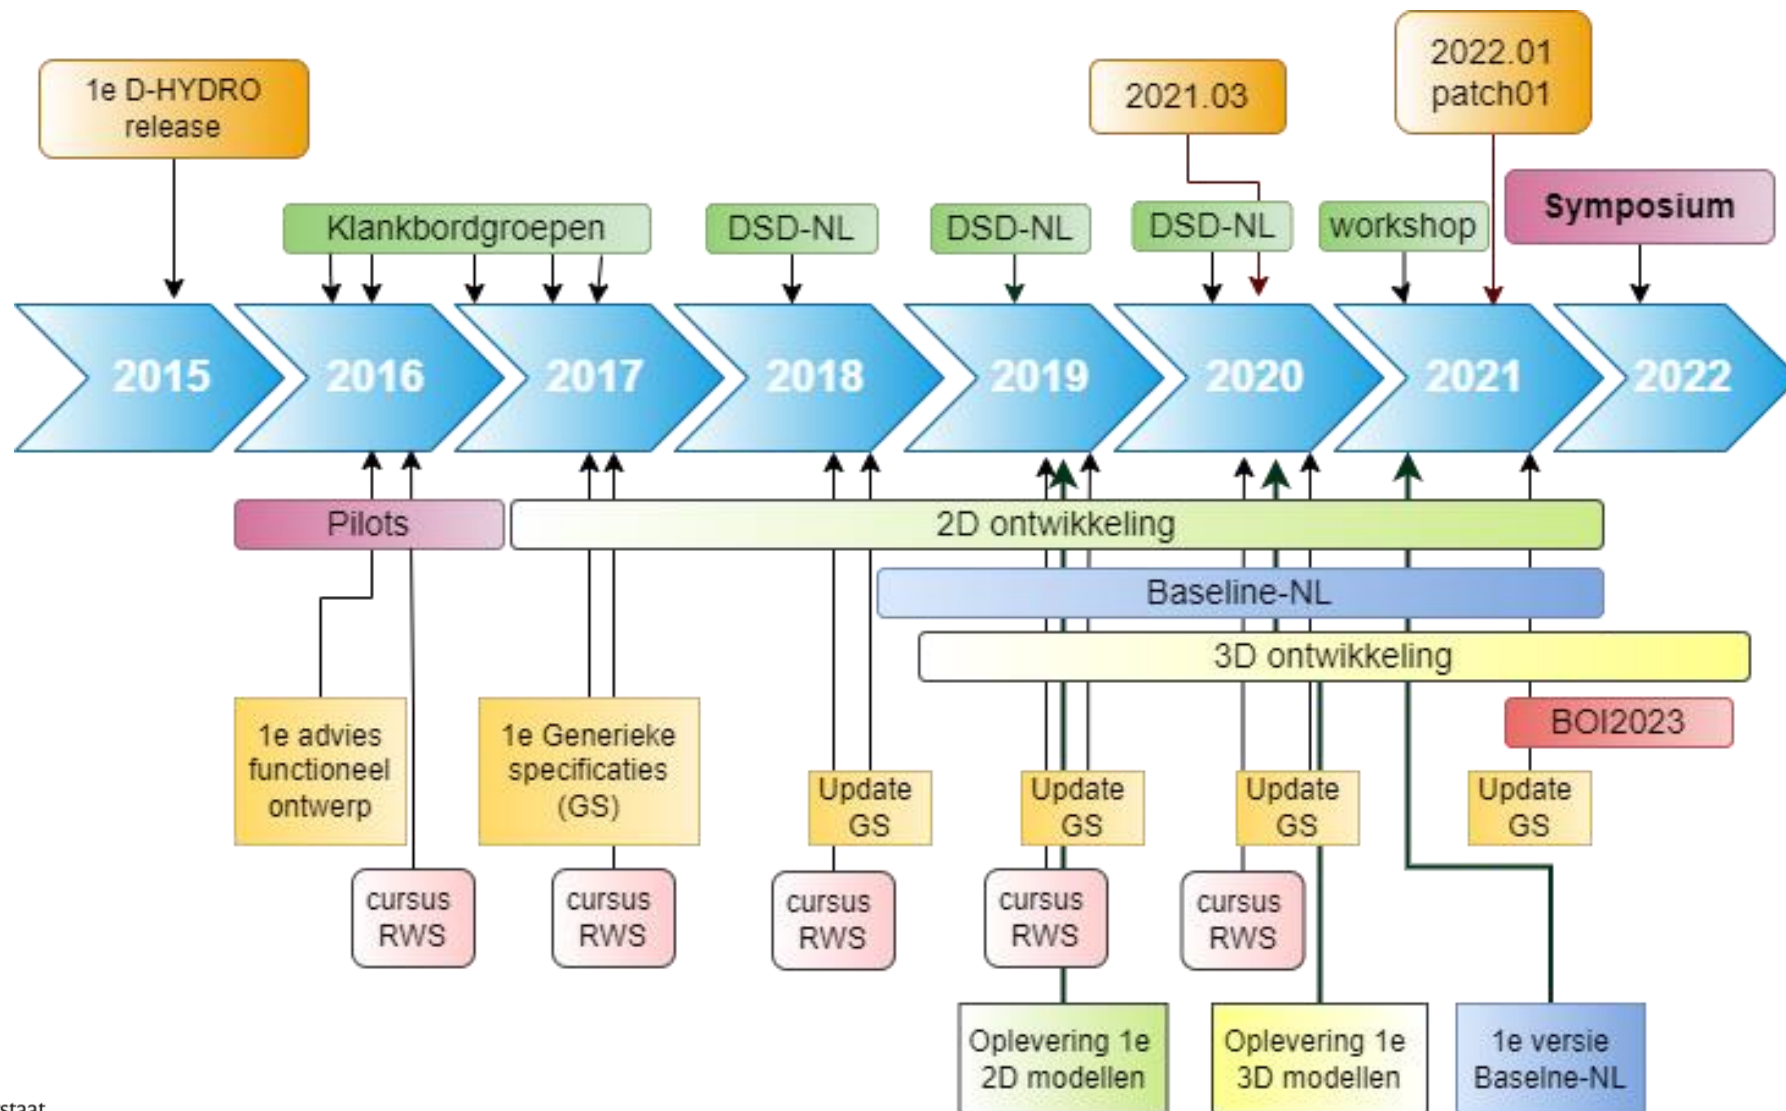 1e D-HYDRO
release
2021.03
2022.01
patch01
Symposium
Klankbordgroepen
DSD-NL
DSD-NL
DSD-NL
workshop
2015
2016
2017
2018
2019
2020
2021
2022
Pilots
2D ontwikkeling
Baseline-NL
3D ontwikkeling
BOI2023
1e advies
functioneel
ontwerp
1e Generieke
specificaties
(GS)
Update
GS
Update
GS
Update
GS
Update
GS
cursus
RWS
cursus
RWS
cursus
RWS
cursus
RWS
cursus
RWS
Oplevering 1e
2D modellen
Oplevering 1e
3D modellen
1e versie
Baselne-NL
staat